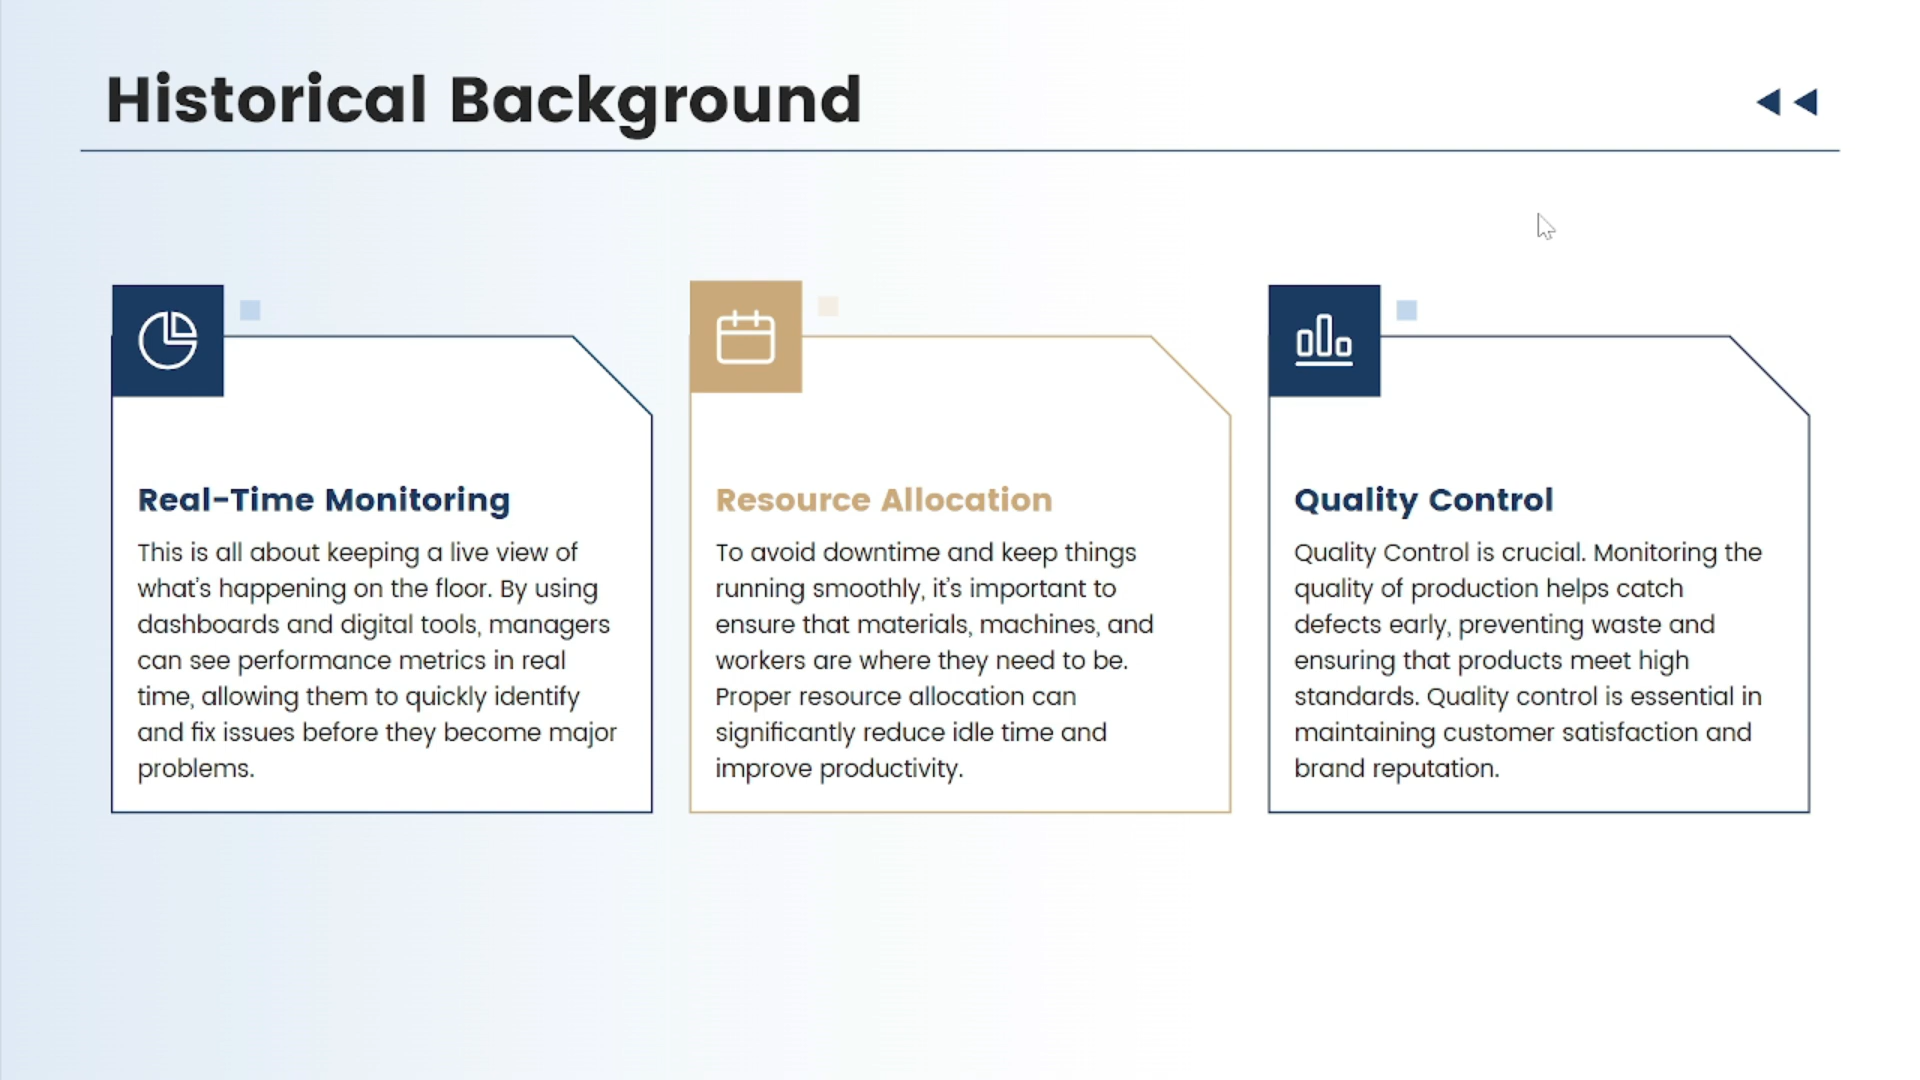 Historical Background
Real-Time Monitoring
This is all about keeping a live view of
what's happening on the floor. By using
dashboards and digital tools, managers
can see performance metrics in real
time, allowing them to quickly identify
and fix issues before they become major
problems.
Resource Allocation
To avoid downtime and keep things
running smoothly, it's important to
ensure that materials, machines, and
workers are where they need to be.
Proper resource allocation can
significantly reduce idle time and
improve productivity.
Quality Control
Quality Control is crucial. Monitoring the
quality of production helps catch
defects early, preventing waste and
ensuring that products meet high
standards. Quality control is essential in
maintaining customer satisfaction and
brand reputation.